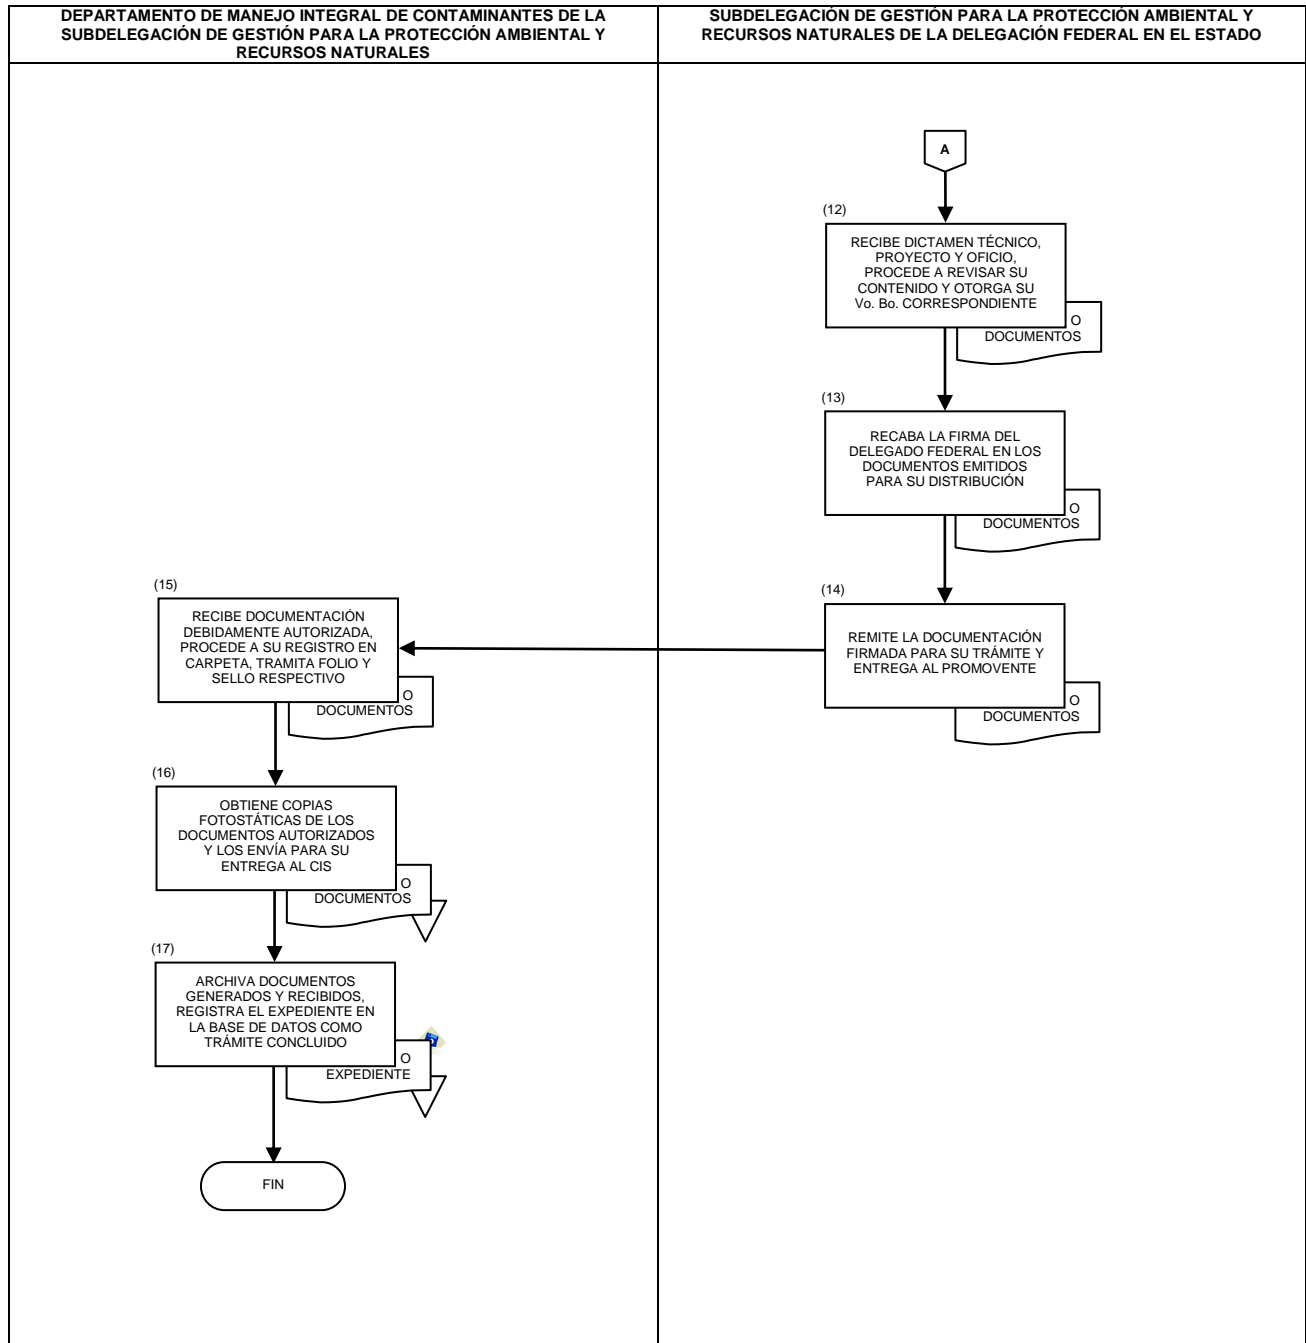 DEPARTAMENTO DE MANEJO INTEGRAL DE CONTAMINANTES DE LA
SUBDELEGACIÓN DE GESTIÓN PARA LA PROTECCIÓN AMBIENTAL Y
RECURSOS NATURALES
SUBDELEGACIÓN DE GESTIÓN PARA LA PROTECCIÓN AMBIENTAL Y
RECURSOS NATURALES DE LA DELEGACIÓN FEDERAL EN EL ESTADO
A
(12)
RECIBE DICTAMEN TÉCNICO,
PROYECTO Y OFICIO,
PROCEDE A REVISAR SU
CONTENIDO Y OTORGA SU
Vo. Bo. CORRESPONDIENTE
O
DOCUMENTOS
(13)
RECABA LA FIRMA DEL
DELEGADO FEDERAL EN LOS
DOCUMENTOS EMITIDOS
PARA SU DISTRIBUCIÓN
O
DOCUMENTOS
(14)
REMITE LA DOCUMENTACIÓN
FIRMADA PARA SU TRÁMITE Y
ENTREGA AL PROMOVENTE
O
DOCUMENTOS
(15)
RECIBE DOCUMENTACIÓN
DEBIDAMENTE AUTORIZADA,
PROCEDE A SU REGISTRO EN
CARPETA, TRAMITA FOLIO Y
SELLO RESPECTIVO
O
DOCUMENTOS
(16)
OBTIENE COPIAS
FOTOSTÁTICAS DE LOS
DOCUMENTOS AUTORIZADOS
Y LOS ENVÍA PARA SU
ENTREGA AL CIS
O
DOCUMENTOS
(17)
ARCHIVA DOCUMENTOS
GENERADOS Y RECIBIDOS,
REGISTRA EL EXPEDIENTE EN
LA BASE DE DATOS COMO
TRÁMITE CONCLUIDO
O
EXPEDIENTE
FIN